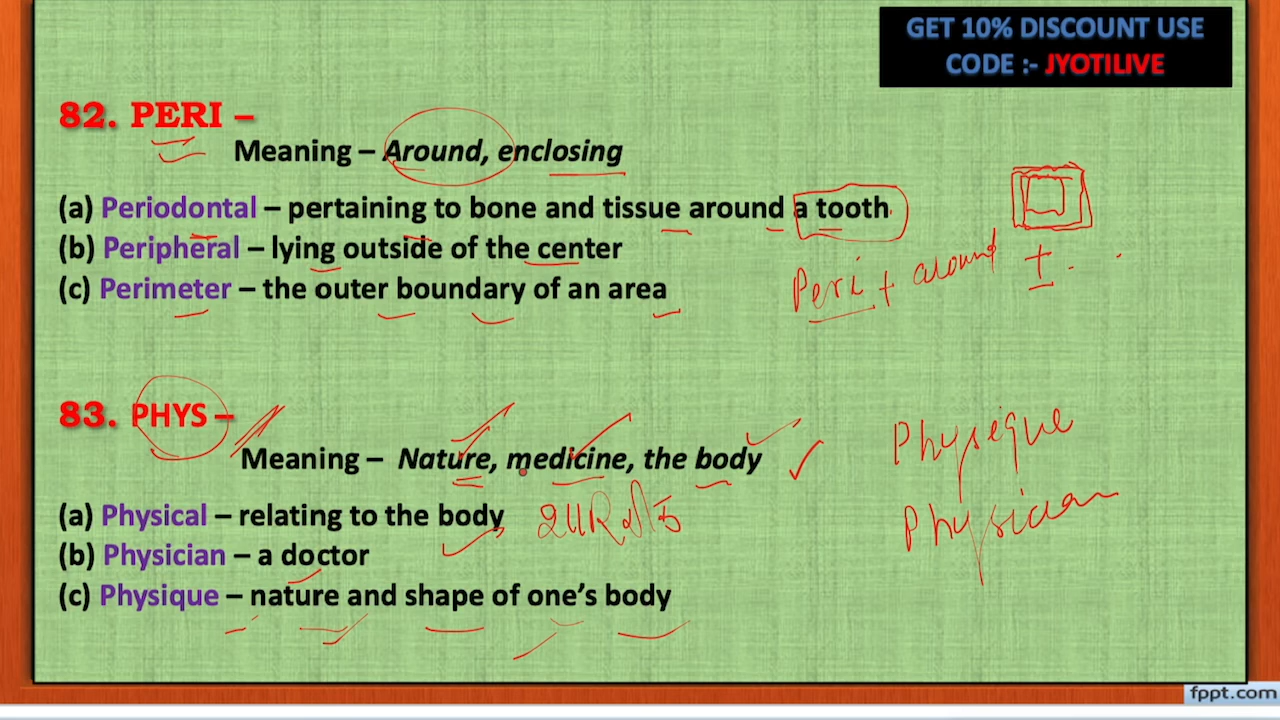 GET 10% DISCOUNT USE
CODE :- JYOTILIVE
82. PERI –
Meaning – Around, enclosing
(a) Periodontal – pertaining to bone and tissue around a tooth
(b) Peripheral – lying outside of the center
(c) Perimeter – the outer boundary of an area
Peri + around
83. PHYS –
Meaning – Nature, medicine, the body
Physique
(a) Physical – relating to the body
Physician
(b) Physician – a doctor
(c) Physique – nature and shape of one's body
fppt.com